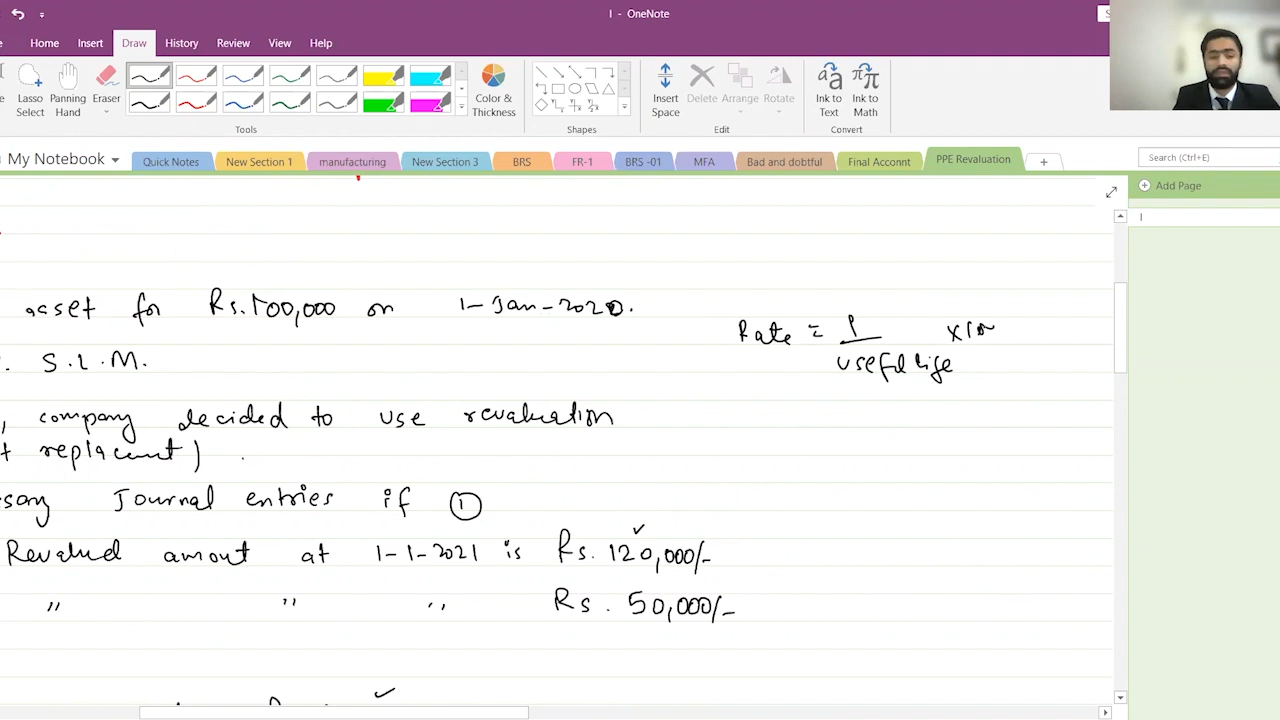 I - OneNote
Home Insert Draw History Review View Help
Lasso Select Panning Hand Eraser
Color & Thickness
Insert Space Delete Arrange Rotate
Ink to Text Ink to Math
Tools Shapes Edit Convert
My Notebook Quick Notes New Section 1 manufacturing New Section 3 BRS FR-1 BRS -01 MFA Bad and doubtful Final Acconnt PPE Revaluation +
Search (Ctrl+E)
Add Page
I
asset for Rs.100,000 on 1-Jan-2020.
Rate = 1 / useful life x100
. S.L.M.
, company decided to use revaluation
t replacent) .
Journal entries if ①
Revalued amount at 1-1-2021 is Rs. 120,000/-
" " " Rs. 50,000/-